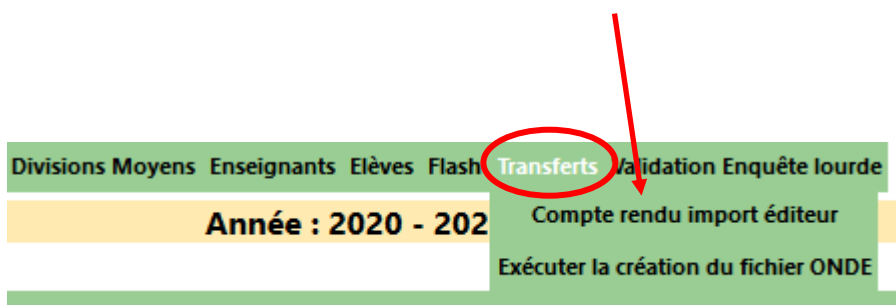 Divisions Moyens Enseignants Elèves Flash Transferts Validation Enquête lourde
Année : 2020 - 202
Compte rendu import éditeur
Exécuter la création du fichier ONDE